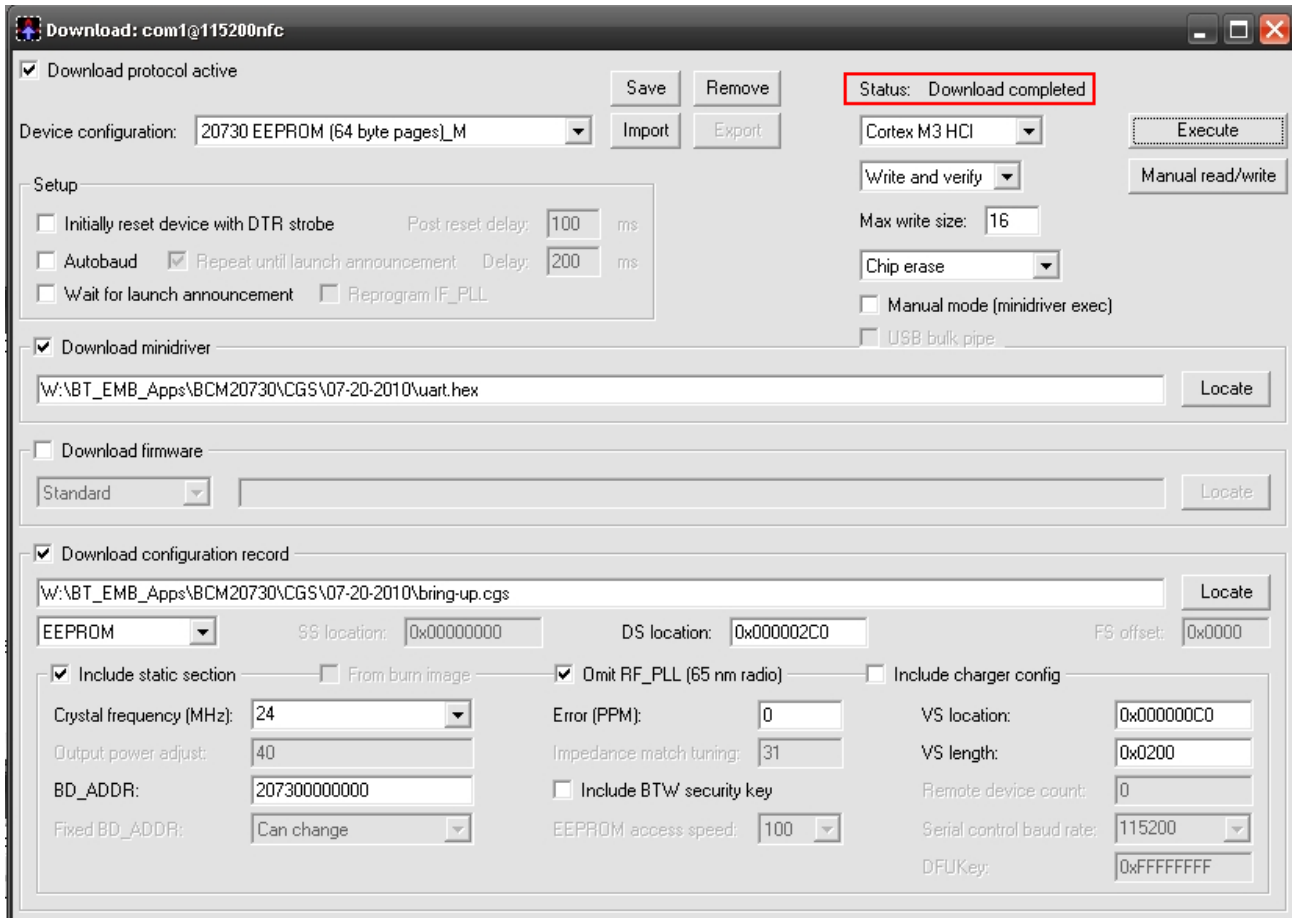 Download: com1@115200nfc
Download protocol active
Save Remove
Status: Download completed
Device configuration: 20730 EEPROM (64 byte pages)_M Import Export
Cortex M3 HCI Execute
Write and verify Manual read/write
Setup
Initially reset device with DTR strobe Post reset delay: 100 ms
Max write size: 16
Autobaud Repeat until launch announcement Delay: 200 ms
Chip erase
Wait for launch announcement Reprogram IF_PLL
Manual mode (minidriver exec)
USB bulk pipe
Download minidriver
W:\BT_EMB_Apps\BCM20730\CGS\07-20-2010\uart.hex Locate
Download firmware
Standard Locate
Download configuration record
W:\BT_EMB_Apps\BCM20730\CGS\07-20-2010\bring-up.cgs Locate
EEPROM SS location: 0x00000000 DS location: 0x000002C0 FS offset: 0x0000
Include static section From burn image Omit RF_PLL (65 nm radio) Include charger config
Crystal frequency (MHz): 24 Error (PPM): 0 VS location: 0x000000C0
Output power adjust: 40 Impedance match tuning: 31 VS length: 0x0200
BD_ADDR: 207300000000 Include BTW security key Remote device count: 0
Fixed BD_ADDR: Can change EEPROM access speed: 100 Serial control baud rate: 115200
DFUKey: 0xFFFFFFFF